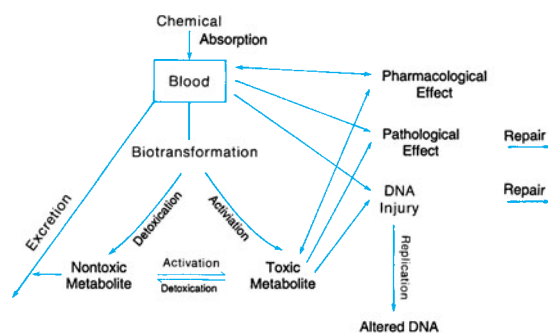 Chemical
Absorption
Blood
Pharmacological
Effect
Biotransformation
Pathological
Effect
Repair
Excretion
Detoxication
Activiation
DNA
Injury
Repair
Nontoxic
Metabolite
Activation
Detoxication
Toxic
Metabolite
Replication
Altered DNA